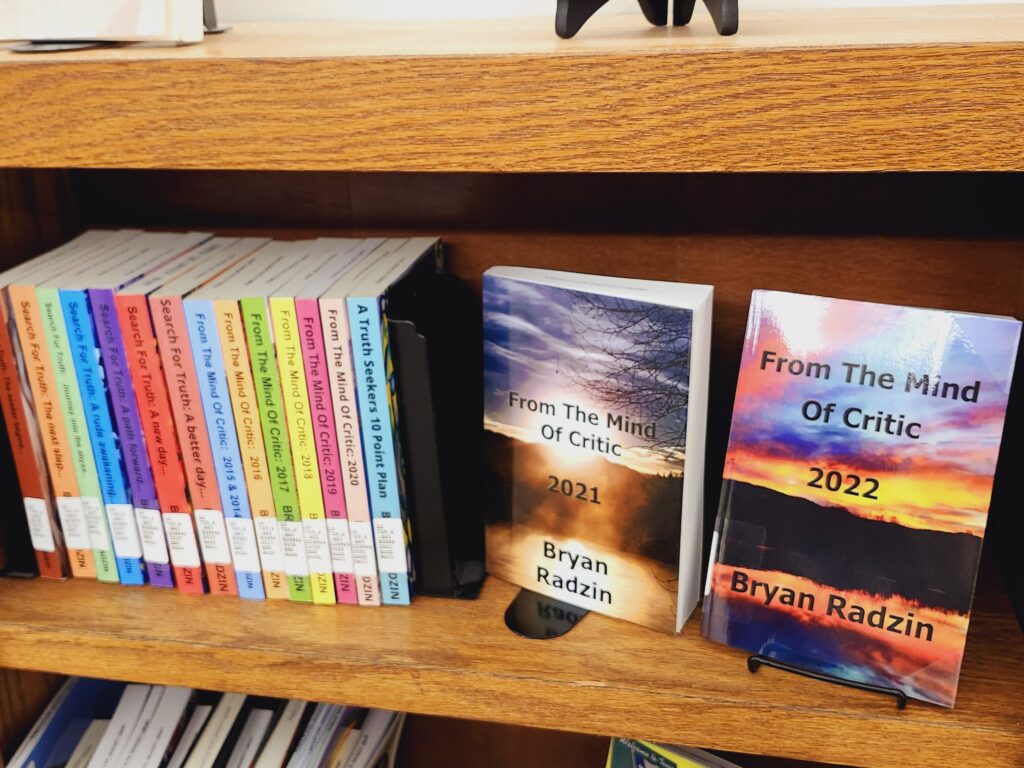 Truth: The
Search For Truth: The next step...
Search For Truth: Journey into the abyss.
Search For Truth: A rude awakening.
Search For Truth: A path forward.
Search For Truth: A new day...
Search For Truth: A better day...
From The Mind Of Critic: 2015 & 2014
From The Mind Of Critic: 2016
From The Mind Of Critic: 2017 BR
From The Mind Of Critic: 2018
From The Mind Of Critic: 2019
From The Mind Of Critic: 2020
A Truth Seekers 10 Point Plan DZIN
From The Mind
Of Critic
2021
Bryan
Radzin
From The Mind
Of Critic
2022
Bryan Radzin